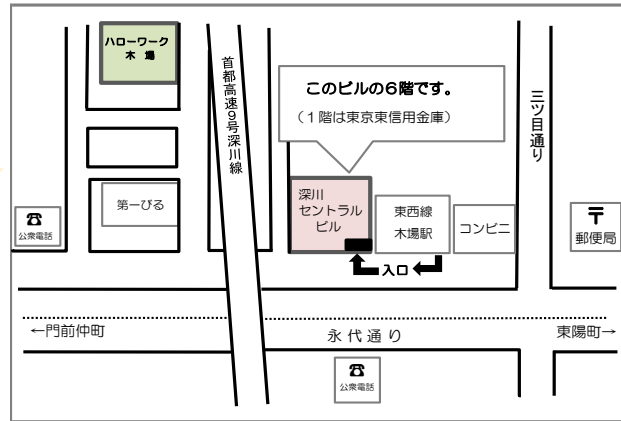 ハローワーク
木 場
首都高速9号深川線
このビルの6階です。
（1階は東京東信用金庫）
三ツ目通り
第一びる
公衆電話
深川
セントラル
ビル
東西線
木場駅
コンビニ
〒
郵便局
入口
←門前仲町
永代通り
東陽町→
公衆電話